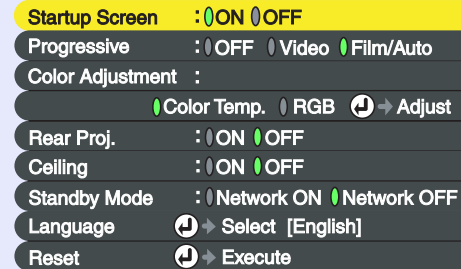 Startup Screen : ON OFF
Progressive : OFF Video Film/Auto
Color Adjustment :
Color Temp. RGB Adjust
Rear Proj. : ON OFF
Ceiling : ON OFF
Standby Mode : Network ON Network OFF
Language Select [English]
Reset Execute